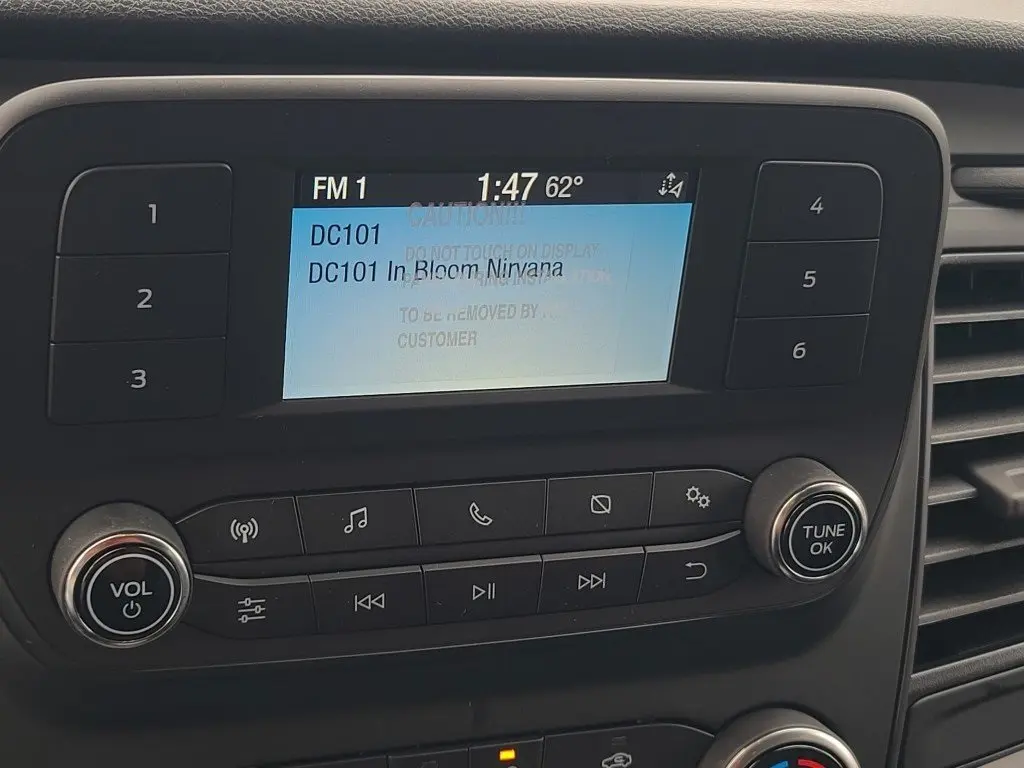 FM 1 1:47 62°
DC101
DC101 In Bloom Nirvana
CAUTION!!!
DO NOT TOUCH ON DISPLAY
TO BE REMOVED BY
CUSTOMER
1
2
3
4
5
6
VOL
TUNE
OK